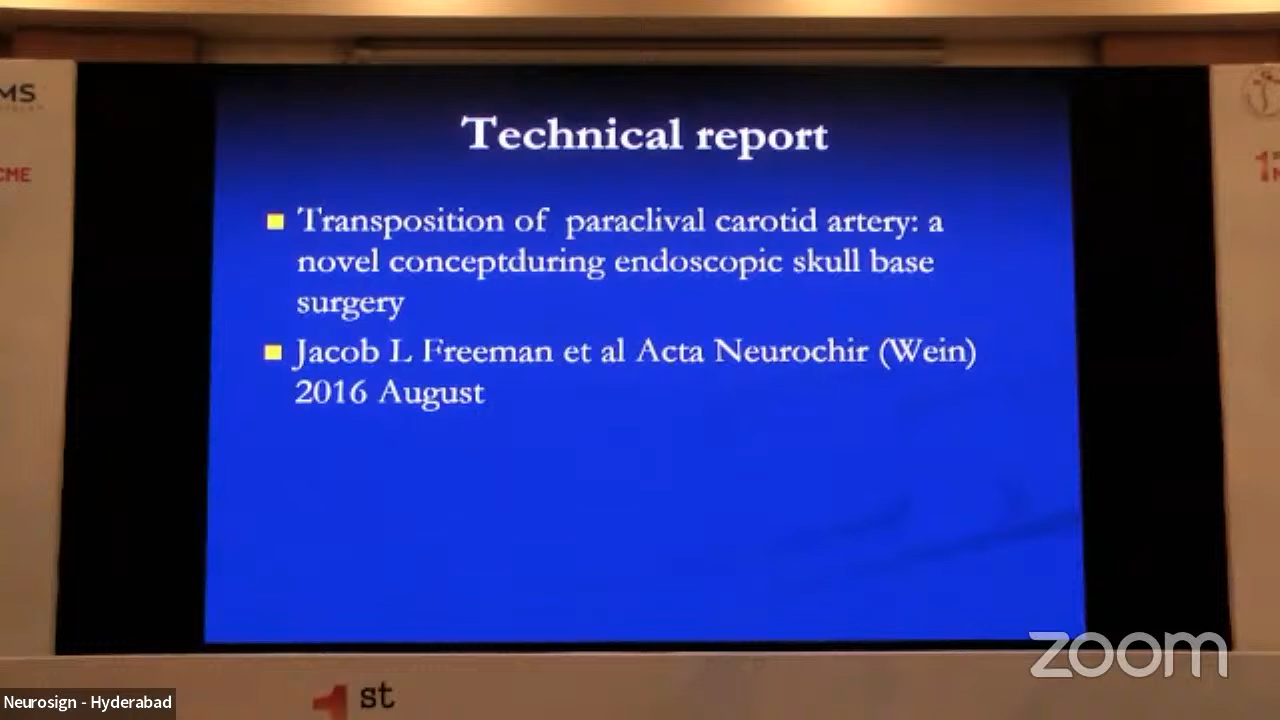 MS
CME
Technical report
Transposition of paraclival carotid artery: a
novel conceptduring endoscopic skull base
surgery
Jacob L Freeman et al Acta Neurochir (Wein)
2016 August
1st
zoom
Neurosign - Hyderabad